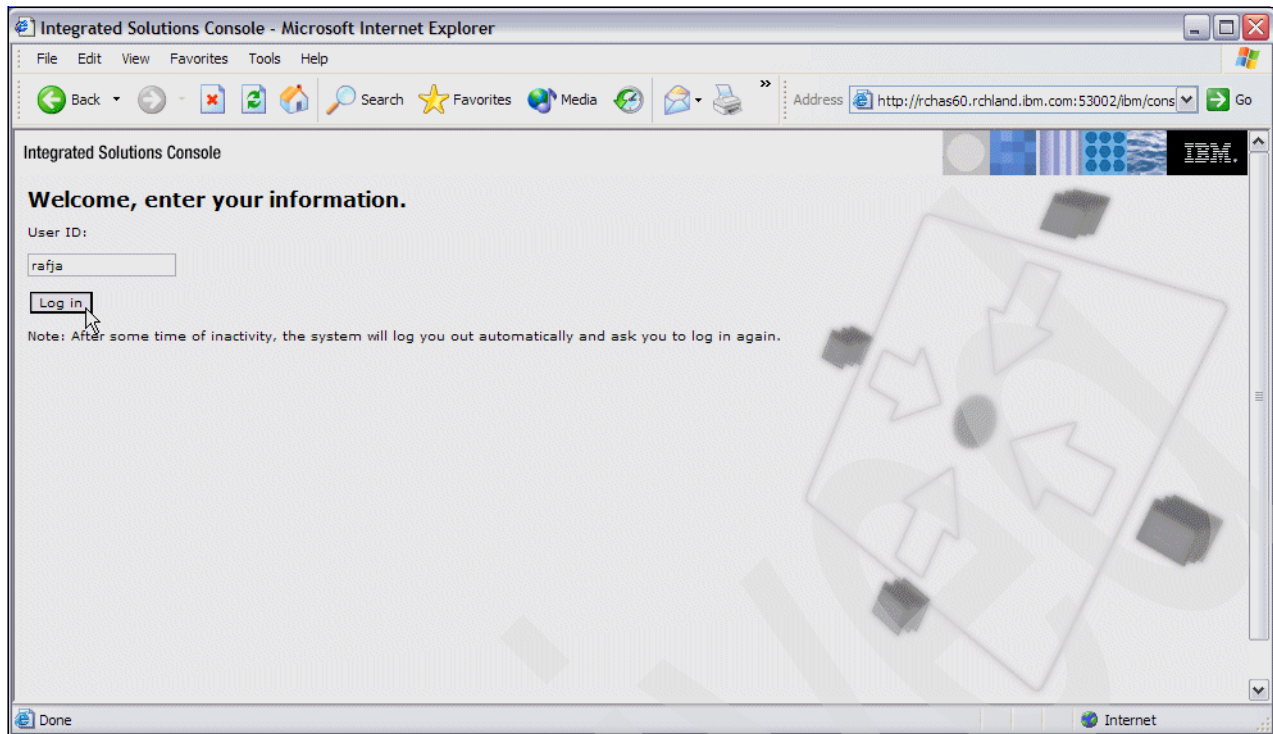 Integrated Solutions Console - Microsoft Internet Explorer
File Edit View Favorites Tools Help
Back Search Favorites Media » Address http://rchas60.rchland.ibm.com:53002/ibm/cons Go
Integrated Solutions Console IBM.
Welcome, enter your information.
User ID:
rafja
Log in
Note: After some time of inactivity, the system will log you out automatically and ask you to log in again.
Done Internet